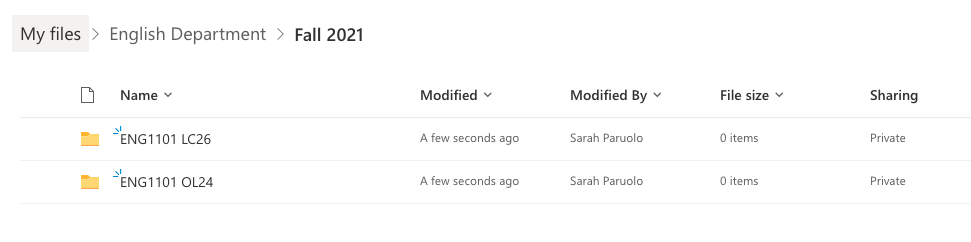 My files > English Department > Fall 2021
Name Modified Modified By File size Sharing
ENG1101 LC26 A few seconds ago Sarah Paruolo 0 items Private
ENG1101 OL24 A few seconds ago Sarah Paruolo 0 items Private